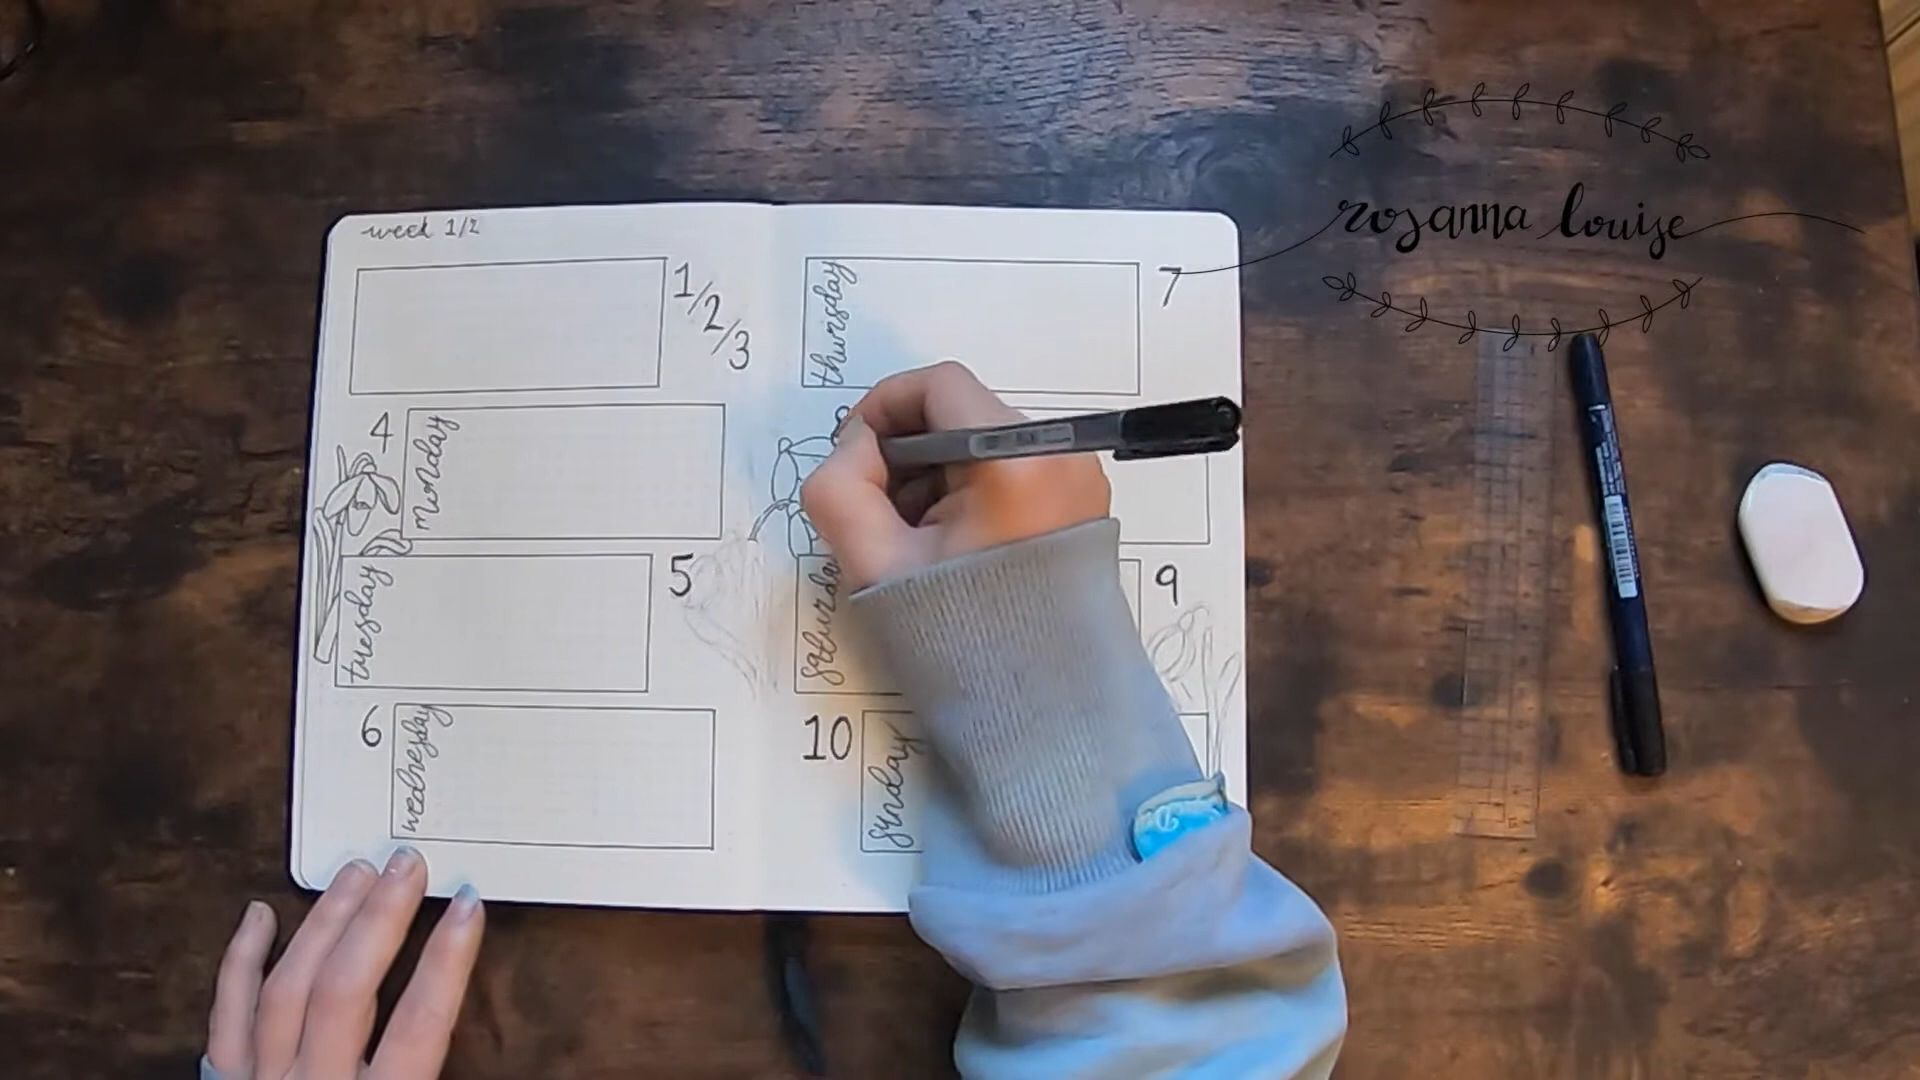 week 1/2
1/2/3
4
monday
tuesday
5
6
wednesday
thursday
7
saturday
9
10
sunday
rosanna louise